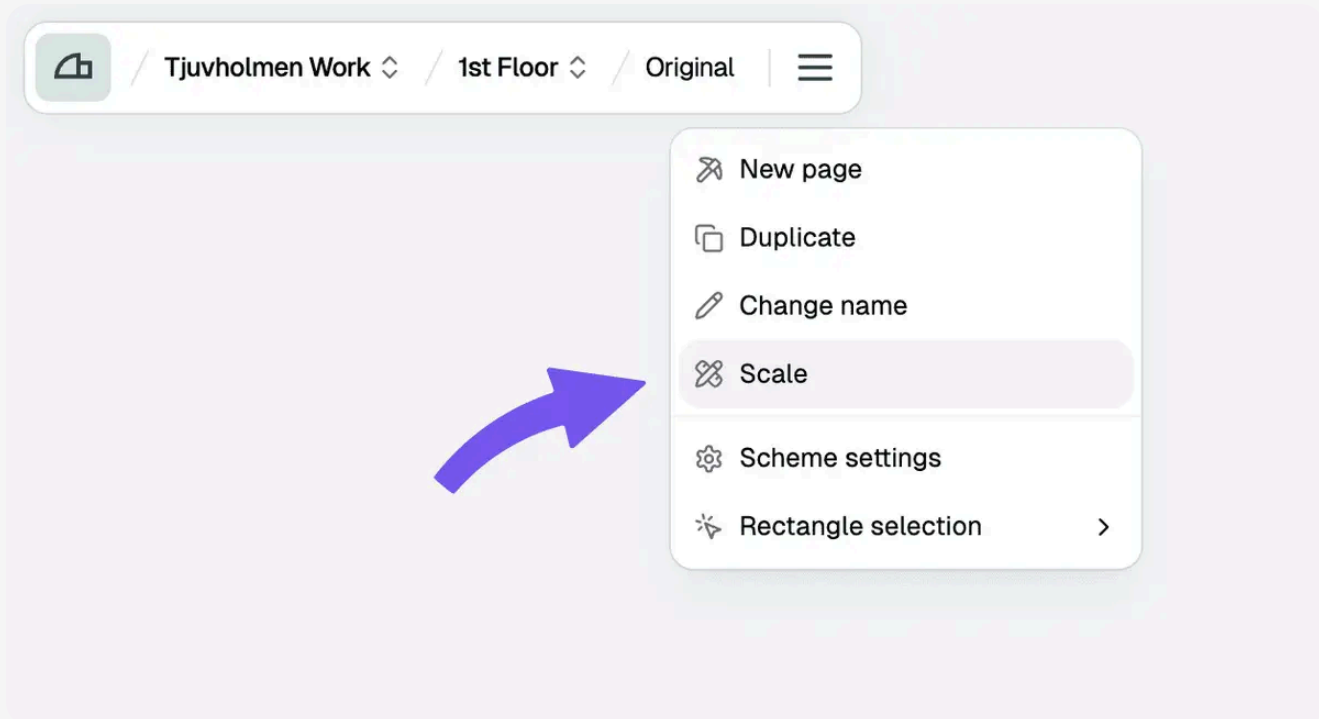 Tjuvholmen Work 1st Floor Original
New page
Duplicate
Change name
Scale
Scheme settings
Rectangle selection